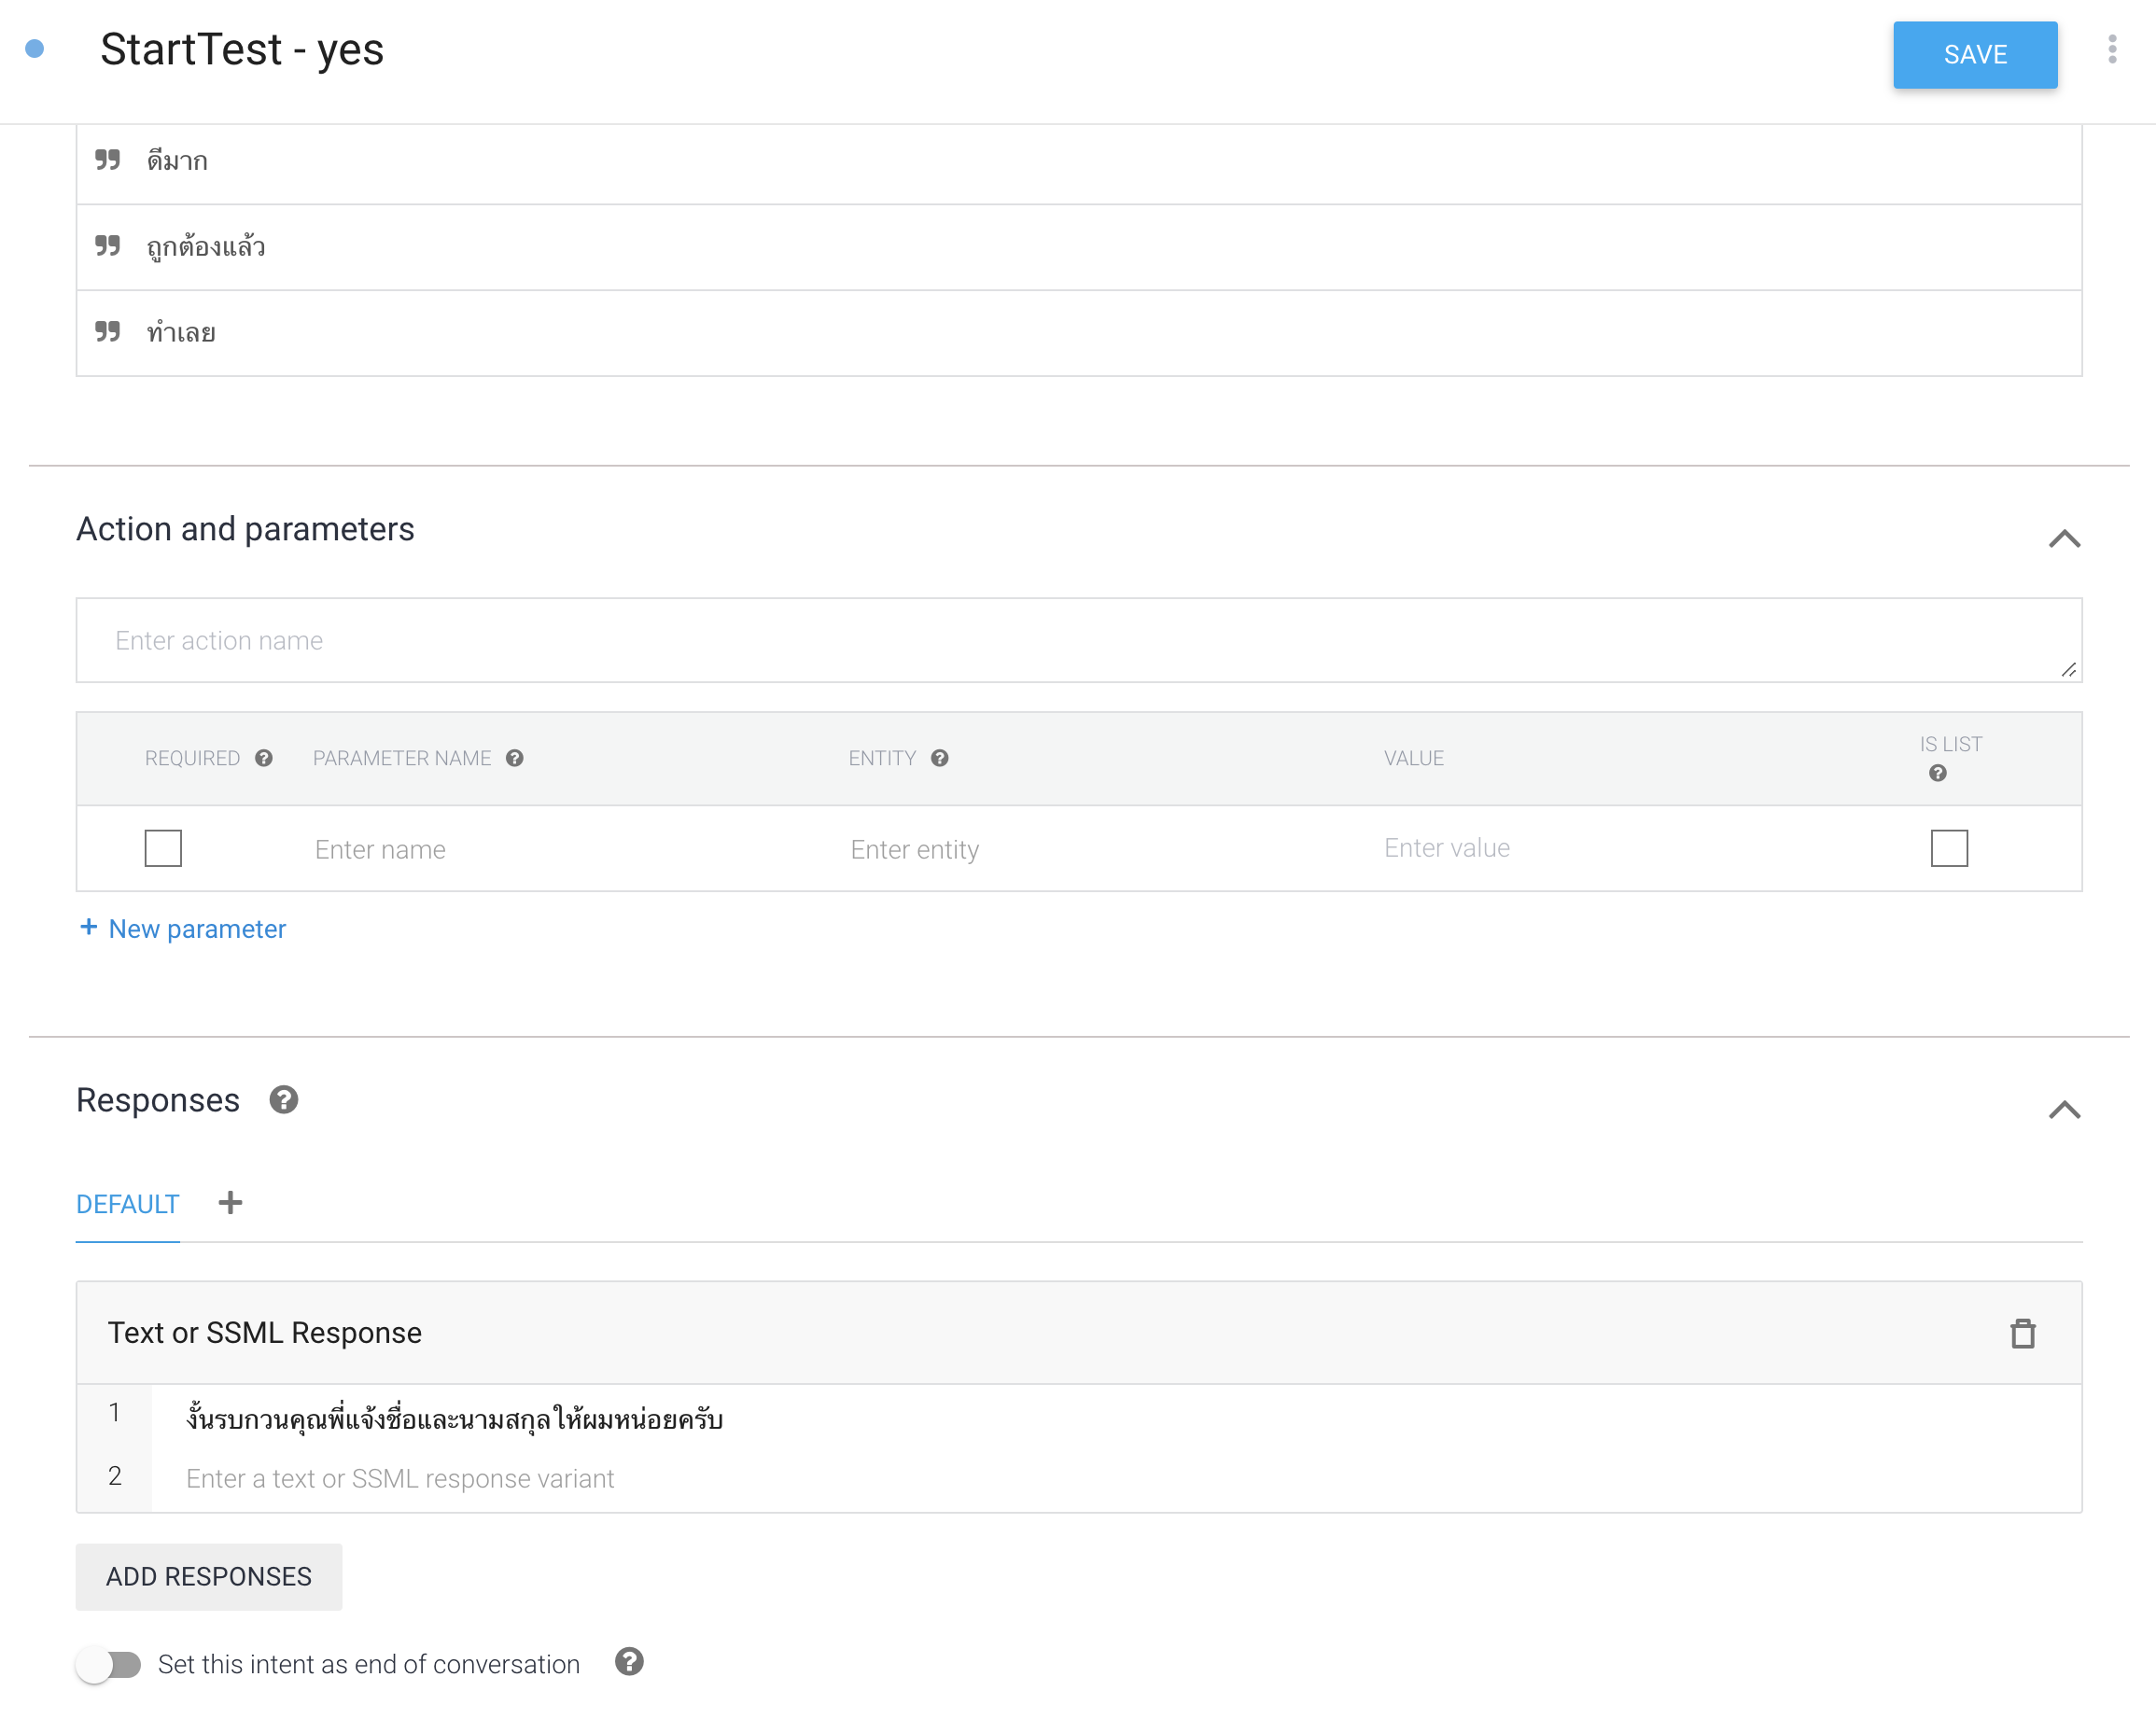 StartTest - yes
SAVE
ดีมาก
ถูกต้องแล้ว
ทำเลย
Action and parameters
Enter action name
REQUIRED PARAMETER NAME ENTITY VALUE IS LIST
Enter name Enter entity Enter value
+ New parameter
Responses
DEFAULT +
Text or SSML Response
1 งั้นรบกวนคุณพี่แจ้งชื่อและนามสกุลให้ผมหน่อยครับ
2 Enter a text or SSML response variant
ADD RESPONSES
Set this intent as end of conversation